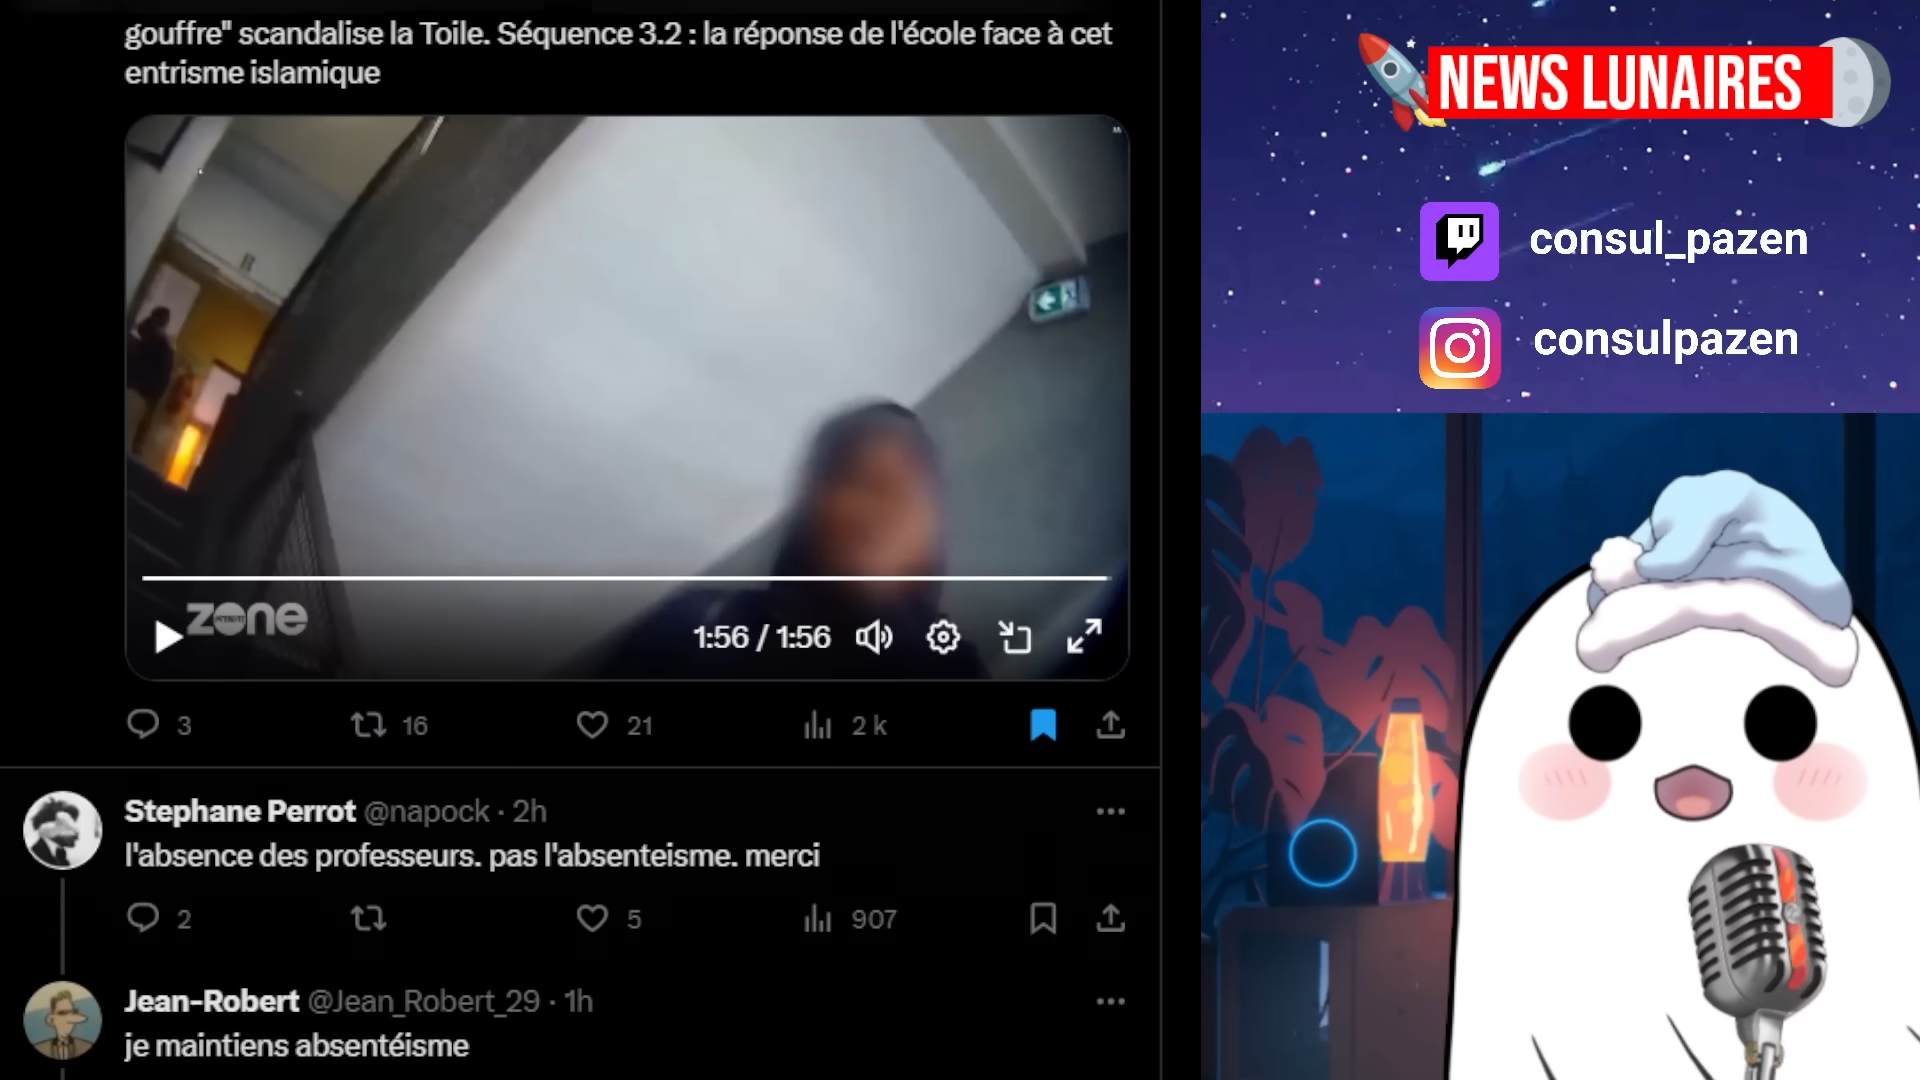 gouffre" scandalise la Toile. Séquence 3.2 : la réponse de l'école face à cet
entrisme islamique
zone
1:56 / 1:56
3 16 21 2 k
Stephane Perrot @napock · 2h
l'absence des professeurs. pas l'absenteisme. merci
2 5 907
Jean-Robert @Jean_Robert_29 · 1h
je maintiens absentéisme
NEWS LUNAIRES
consul_pazen
consulpazen